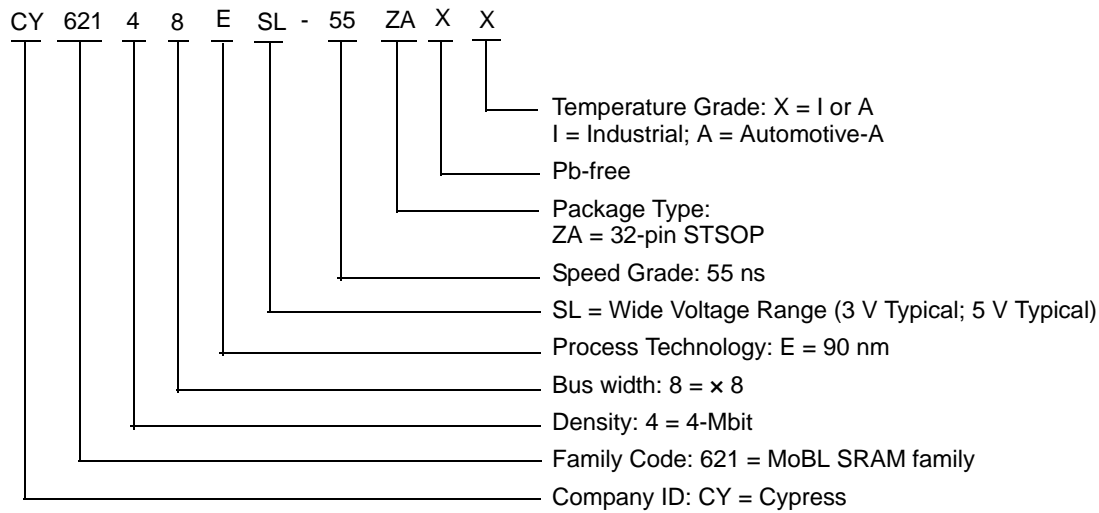 CY 621 4 8 E SL - 55 ZA X X
Temperature Grade: X = I or A
I = Industrial; A = Automotive-A
Pb-free
Package Type:
ZA = 32-pin STSOP
Speed Grade: 55 ns
SL = Wide Voltage Range (3 V Typical; 5 V Typical)
Process Technology: E = 90 nm
Bus width: 8 = × 8
Density: 4 = 4-Mbit
Family Code: 621 = MoBL SRAM family
Company ID: CY = Cypress